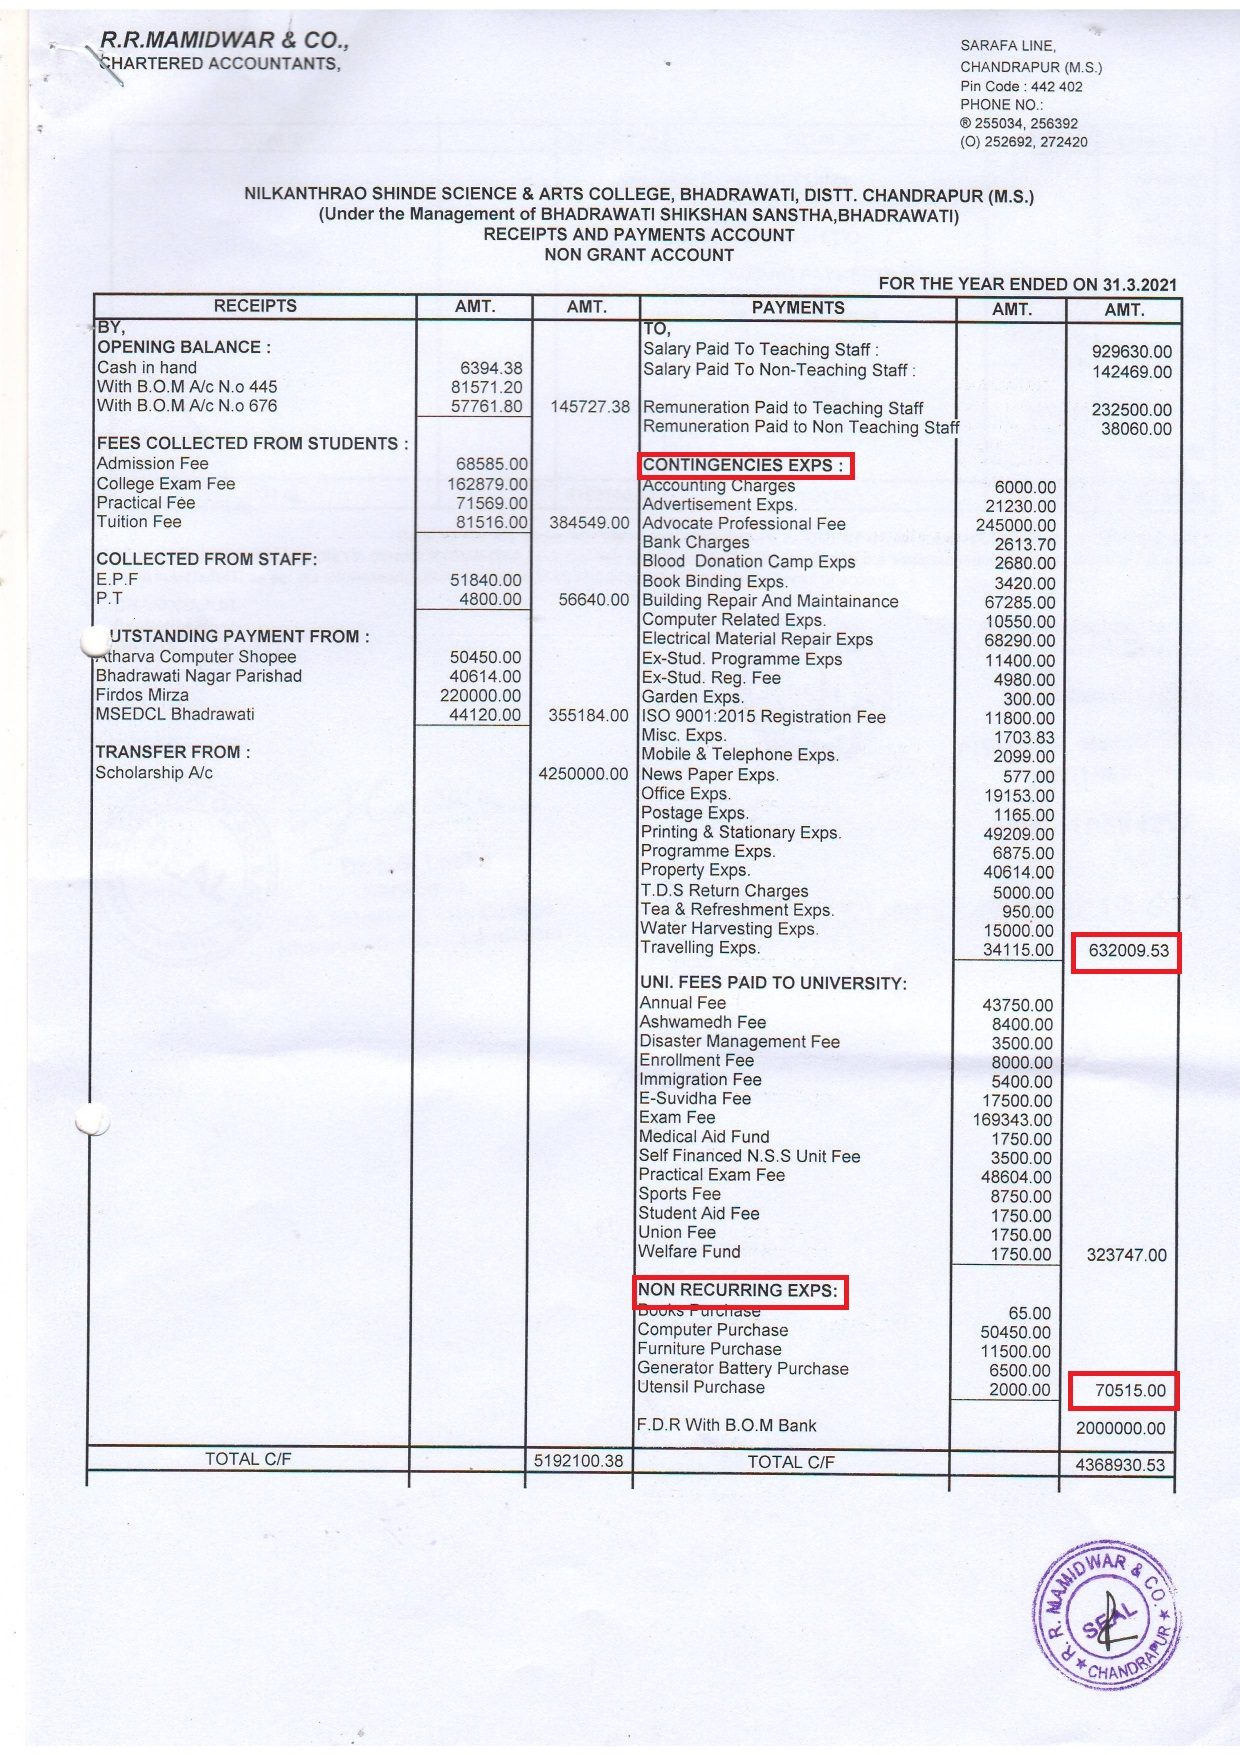 R.R.MAMIDWAR & CO.,
CHARTERED ACCOUNTANTS,
SARAFA LINE,
CHANDRAPUR (M.S.)
Pin Code : 442 402
PHONE NO.:
® 255034, 256392
(O) 252692, 272420
NILKANTHRAO SHINDE SCIENCE & ARTS COLLEGE, BHADRAWATI, DISTT. CHANDRAPUR (M.S.)
(Under the Management of BHADRAWATI SHIKSHAN SANSTHA,BHADRAWATI)
RECEIPTS AND PAYMENTS ACCOUNT
NON GRANT ACCOUNT
FOR THE YEAR ENDED ON 31.3.2021
RECEIPTS AMT. AMT. PAYMENTS AMT. AMT.
BY, TO,
OPENING BALANCE : Salary Paid To Teaching Staff : 929630.00
Cash in hand 6394.38 Salary Paid To Non-Teaching Staff : 142469.00
With B.O.M A/c N.o 445 81571.20
With B.O.M A/c N.o 676 57761.80 145727.38 Remuneration Paid to Teaching Staff 232500.00
Remuneration Paid to Non Teaching Staff 38060.00
FEES COLLECTED FROM STUDENTS :
Admission Fee 68585.00 CONTINGENCIES EXPS :
College Exam Fee 162879.00 Accounting Charges 6000.00
Practical Fee 71569.00 Advertisement Exps. 21230.00
Tuition Fee 81516.00 384549.00 Advocate Professional Fee 245000.00
Bank Charges 2613.70
COLLECTED FROM STAFF: Blood Donation Camp Exps 2680.00
E.P.F 51840.00 Book Binding Exps. 3420.00
P.T 4800.00 56640.00 Building Repair And Maintainance 67285.00
Computer Related Exps. 10550.00
UTSTANDING PAYMENT FROM : Electrical Material Repair Exps 68290.00
Atharva Computer Shopee 50450.00 Ex-Stud. Programme Exps 11400.00
Bhadrawati Nagar Parishad 40614.00 Ex-Stud. Reg. Fee 4980.00
Firdos Mirza 220000.00 Garden Exps. 300.00
MSEDCL Bhadrawati 44120.00 355184.00 ISO 9001:2015 Registration Fee 11800.00
Misc. Exps. 1703.83
TRANSFER FROM : Mobile & Telephone Exps. 2099.00
Scholarship A/c 4250000.00 News Paper Exps. 577.00
Office Exps. 19153.00
Postage Exps. 1165.00
Printing & Stationary Exps. 49209.00
Programme Exps. 6875.00
Property Exps. 40614.00
T.D.S Return Charges 5000.00
Tea & Refreshment Exps. 950.00
Water Harvesting Exps. 15000.00
Travelling Exps. 34115.00 632009.53
UNI. FEES PAID TO UNIVERSITY:
Annual Fee 43750.00
Ashwamedh Fee 8400.00
Disaster Management Fee 3500.00
Enrollment Fee 8000.00
Immigration Fee 5400.00
E-Suvidha Fee 17500.00
Exam Fee 169343.00
Medical Aid Fund 1750.00
Self Financed N.S.S Unit Fee 3500.00
Practical Exam Fee 48604.00
Sports Fee 8750.00
Student Aid Fee 1750.00
Union Fee 1750.00
Welfare Fund 1750.00 323747.00
NON RECURRING EXPS:
Books Purchase 65.00
Computer Purchase 50450.00
Furniture Purchase 11500.00
Generator Battery Purchase 6500.00
Utensil Purchase 2000.00 70515.00
F.D.R With B.O.M Bank 2000000.00
TOTAL C/F 5192100.38 TOTAL C/F 4368930.53
R. R. MAMIDWAR & CO.
SEAL
CHANDRAPUR